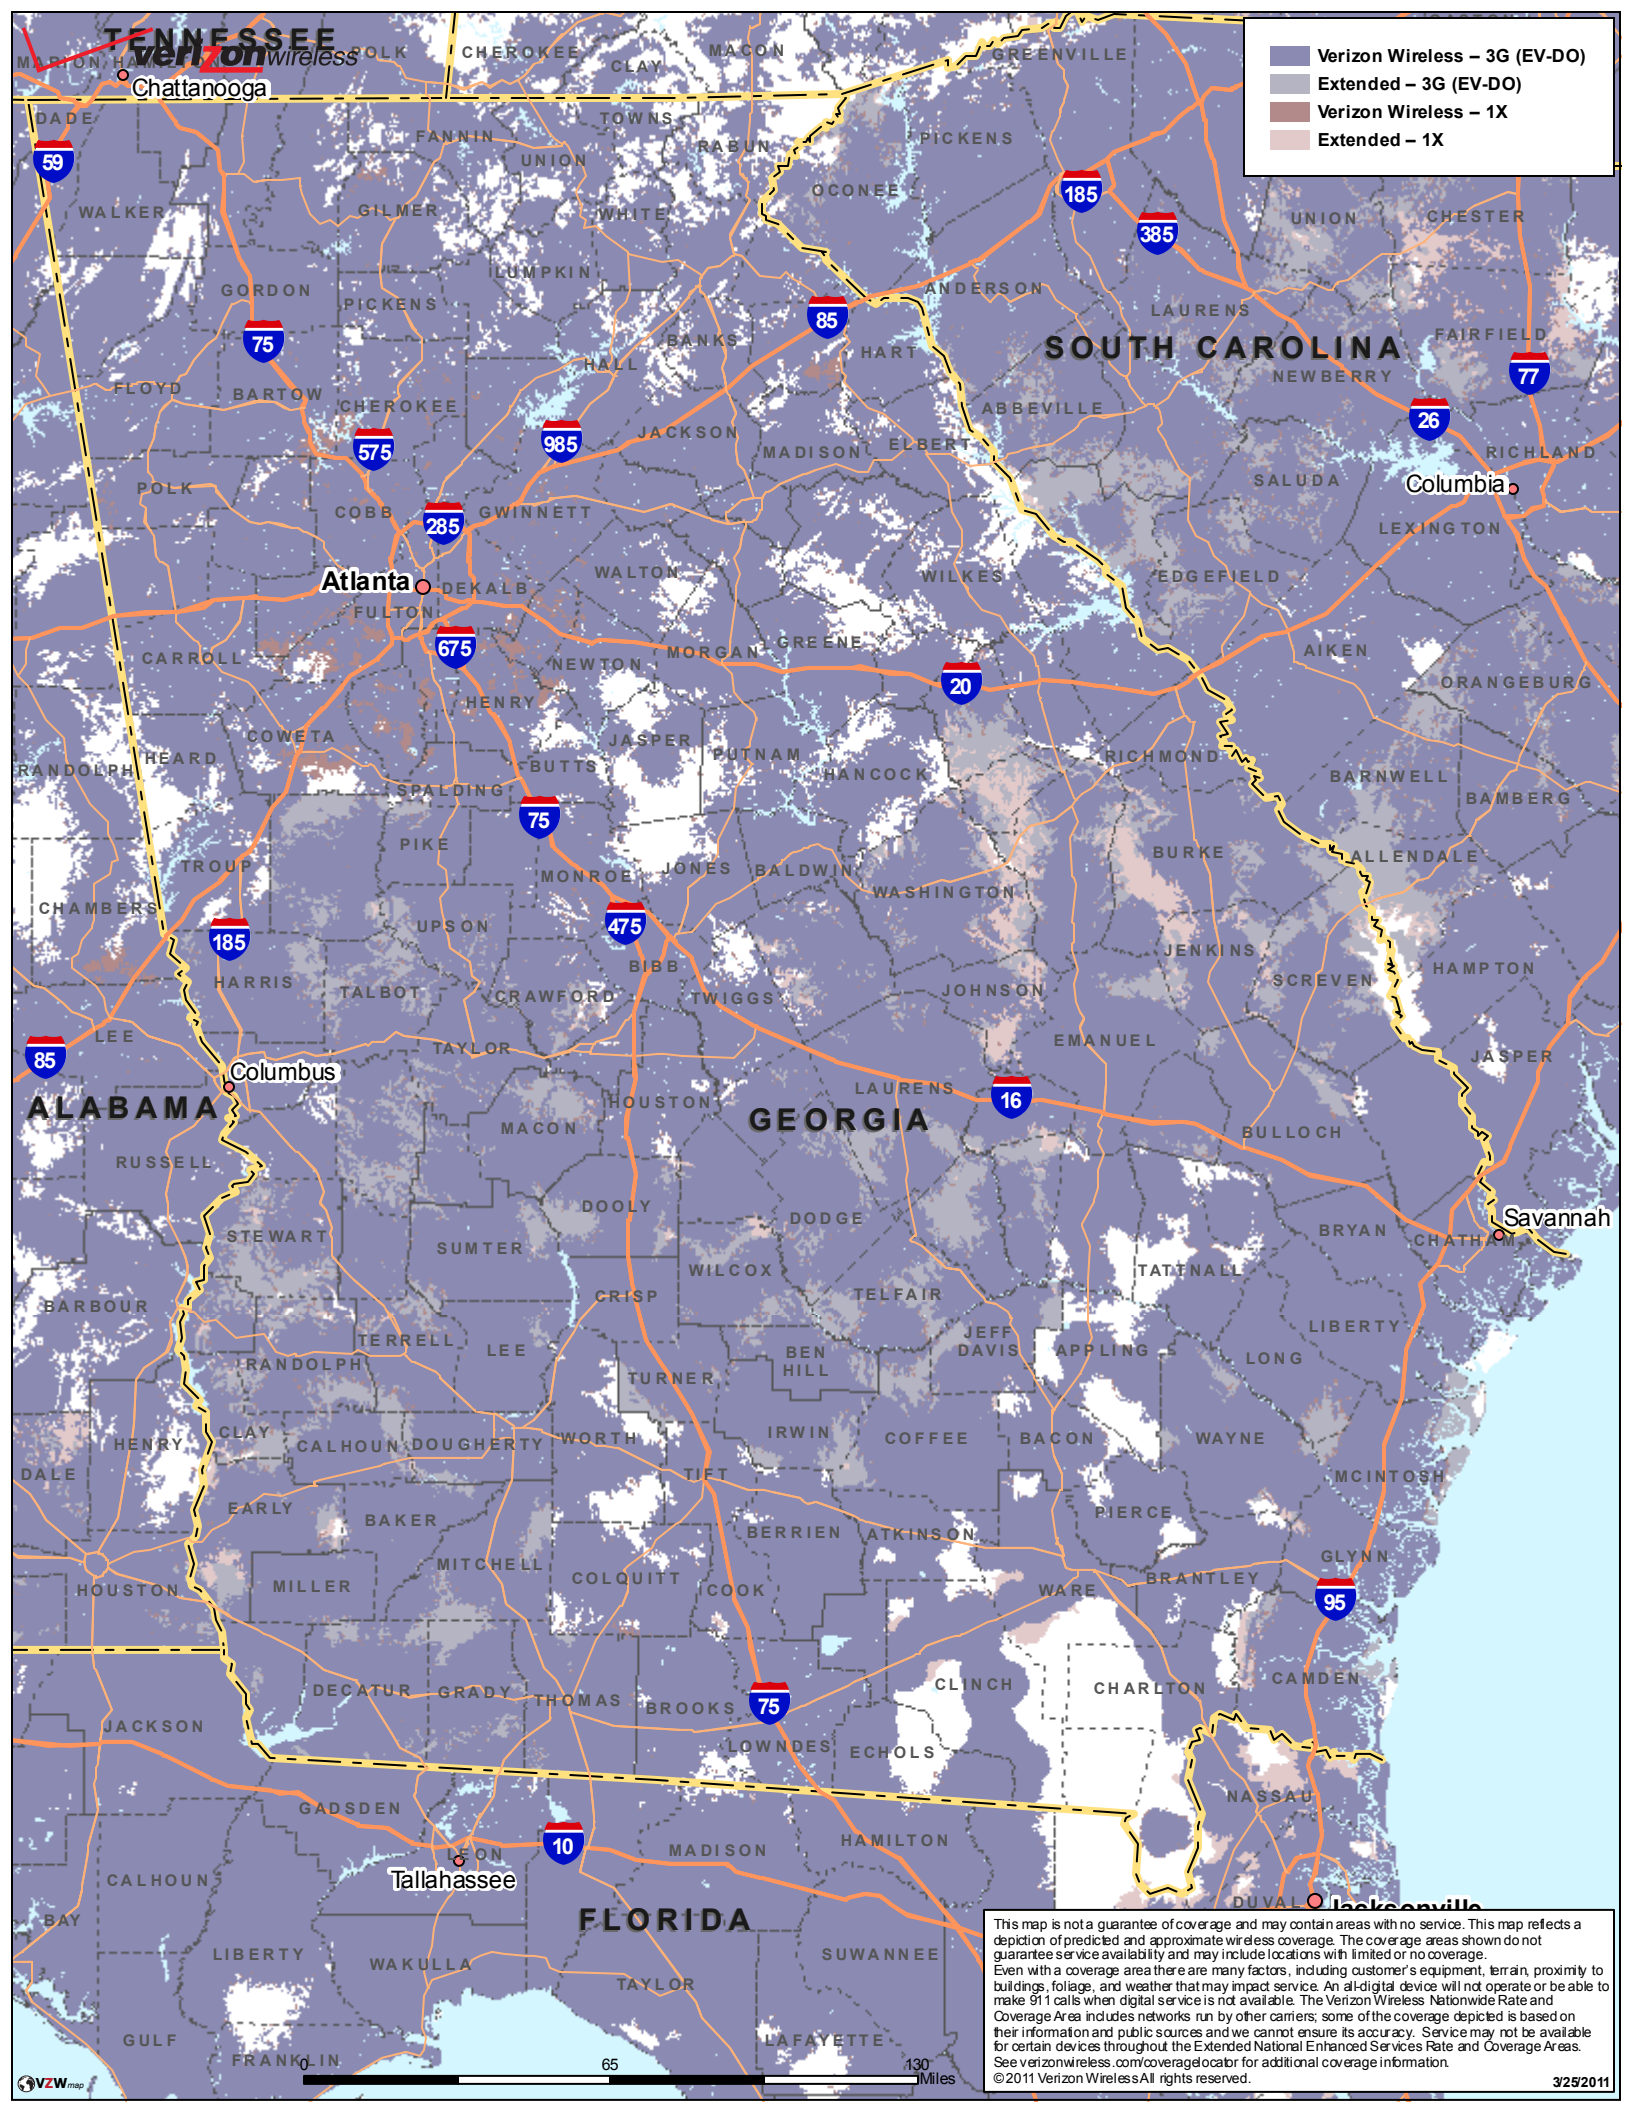 TENNESSEE
verizonwireless
MARION
HAMILTON
POLK
CHEROKEE
CLAY
MACON
GREENVILLE
Chattanooga
Verizon Wireless – 3G (EV-DO)
Extended – 3G (EV-DO)
Verizon Wireless – 1X
Extended – 1X
DADE
FANNIN
TOWNS
RABUN
PICKENS
59
UNION
OCONEE
185
WALKER
GILMER
WHITE
385
UNION
CHESTER
LUMPKIN
GORDON
PICKENS
ANDERSON
LAURENS
85
75
BANKS
HART
SOUTH CAROLINA
FAIRFIELD
HALL
NEWBERRY
77
FLOYD
BARTOW
CHEROKEE
ABBEVILLE
26
575
985
JACKSON
MADISON
ELBERT
RICHLAND
POLK
SALUDA
Columbia
COBB
285
GWINNETT
LEXINGTON
Atlanta
DEKALB
WALTON
WILKES
EDGEFIELD
FULTON
675
CARROLL
NEWTON
MORGAN
GREENE
AIKEN
20
ORANGEBURG
HENRY
COWETA
JASPER
PUTNAM
RICHMOND
RANDOLPH
HEARD
BUTTS
HANCOCK
BARNWELL
SPALDING
BAMBERG
75
PIKE
BURKE
ALLENDALE
TROUP
MONROE
JONES
BALDWIN
WASHINGTON
CHAMBERS
UPSON
475
185
JENKINS
BIBB
HARRIS
TALBOT
CRAWFORD
TWIGGS
JOHNSON
SCREVEN
HAMPTON
LEE
85
TAYLOR
EMANUEL
JASPER
Columbus
LAURENS
16
ALABAMA
HOUSTON
GEORGIA
MACON
BULLOCH
RUSSELL
DOOLY
DODGE
Savannah
STEWART
SUMTER
BRYAN
CHATHAM
WILCOX
TATTNALL
BARBOUR
CRISP
TELFAIR
TERRELL
LEE
JEFF
DAVIS
APPLING
LIBERTY
RANDOLPH
BEN
HILL
LONG
TURNER
CLAY
HENRY
CALHOUN
DOUGHERTY
WORTH
IRWIN
COFFEE
BACON
WAYNE
DALE
TIFT
MCINTOSH
EARLY
BAKER
PIERCE
BERRIEN
ATKINSON
MITCHELL
GLYNN
HOUSTON
MILLER
COLQUITT
COOK
WARE
BRANTLEY
95
DECATUR
GRADY
THOMAS
BROOKS
75
CLINCH
CHARLTON
CAMDEN
JACKSON
LOWNDES
ECHOLS
GADSDEN
NASSAU
10
LEON
MADISON
HAMILTON
CALHOUN
Tallahassee
DUVAL
Jacksonville
BAY
FLORIDA
LIBERTY
WAKULLA
TAYLOR
SUWANNEE
GULF
FRANKLIN
LAFAYETTE
0
65
130
Miles
VZWmap
This map is not a guarantee of coverage and may contain areas with no service. This map reflects a
depiction of predicted and approximate wireless coverage. The coverage areas shown do not
guarantee service availability and may include locations with limited or no coverage.
Even with a coverage area there are many factors, including customer's equipment, terrain, proximity to
buildings, foliage, and weather that may impact service. An all-digital device will not operate or be able to
make 911 calls when digital service is not available. The Verizon Wireless Nationwide Rate and
Coverage Area includes networks run by other carriers; some of the coverage depicted is based on
their information and public sources and we cannot ensure its accuracy. Service may not be available
for certain devices throughout the Extended National Enhanced Services Rate and Coverage Areas.
See verizonwireless.com/coveragelocator for additional coverage information.
©2011 Verizon Wireless All rights reserved.
3/25/2011